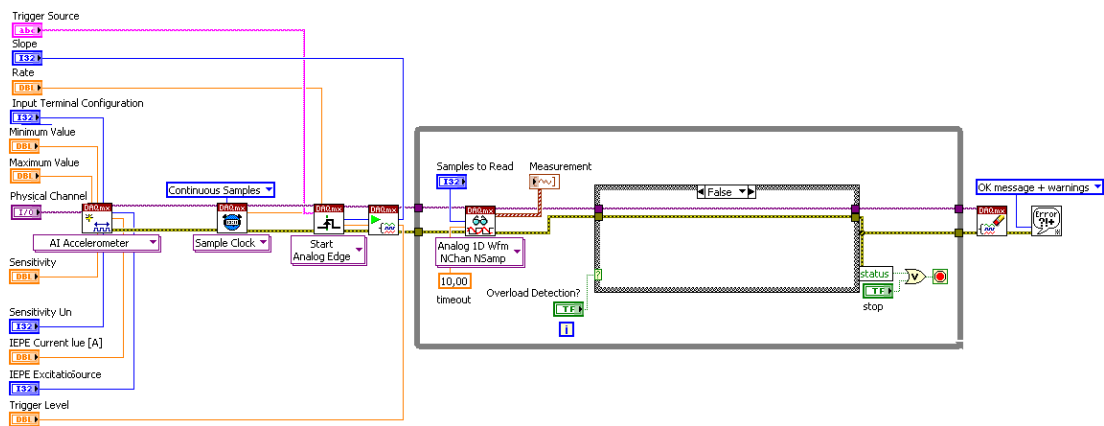 Trigger Source
abc
Slope
I32
Rate
DBL
Input Terminal Configuration
I32
Minimum Value
DBL
Maximum Value
DBL
Physical Channel
I/O
DAQmx
AI Accelerometer
Continuous Samples
DAQmx
Sample Clock
DAQmx
Start
Analog Edge
DAQmx
Sensitivity
DBL
Sensitivity Un
I32
IEPE Current lue [A]
DBL
IEPE Excitatioource
I32
Trigger Level
DBL
Samples to Read
I32
Measurement
DAQmx
Analog 1D Wfm
NChan NSamp
10,00
timeout
Overload Detection?
TF
i
False
?
status
TF
stop
V
DAQmx
OK message + warnings
Error
?!+